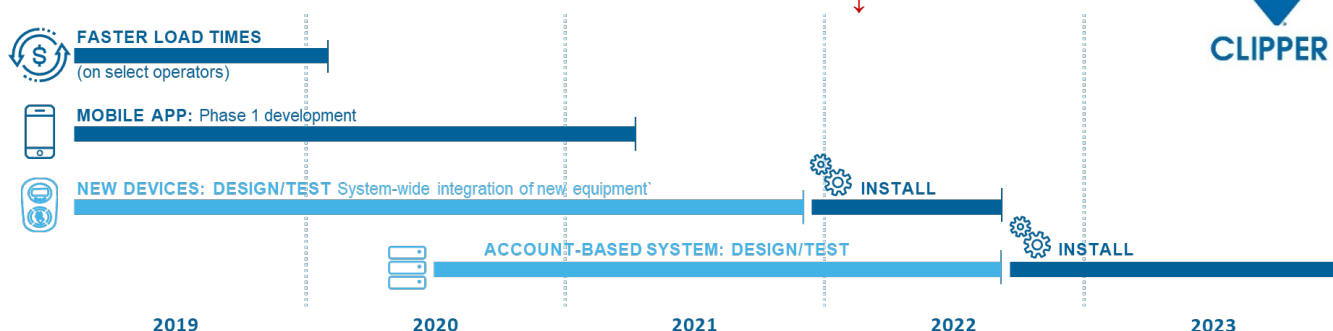 CLIPPER
FASTER LOAD TIMES
(on select operators)
MOBILE APP: Phase 1 development
NEW DEVICES: DESIGN/TEST System-wide integration of new equipment`
INSTALL
ACCOUNT-BASED SYSTEM: DESIGN/TEST
INSTALL
2019 2020 2021 2022 2023